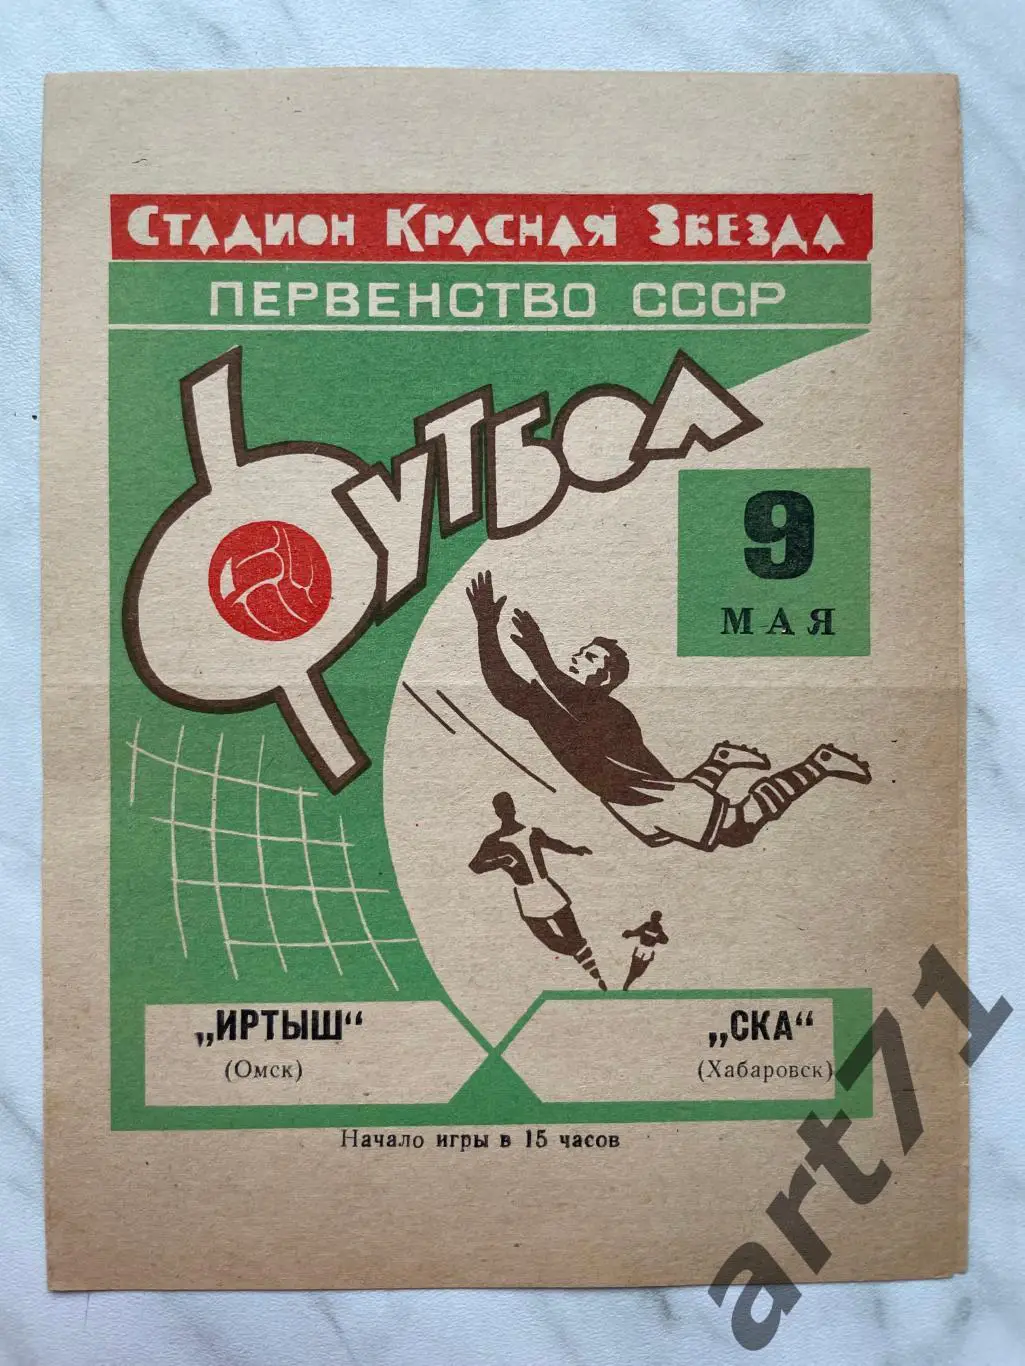 Стадион Красная Звезда
ПЕРВЕНСТВО СССР
ФУТБОЛ
9
МАЯ
„ИРТЫШ“
(Омск)
„СКА“
(Хабаровск)
Начало игры в 15 часов
art71